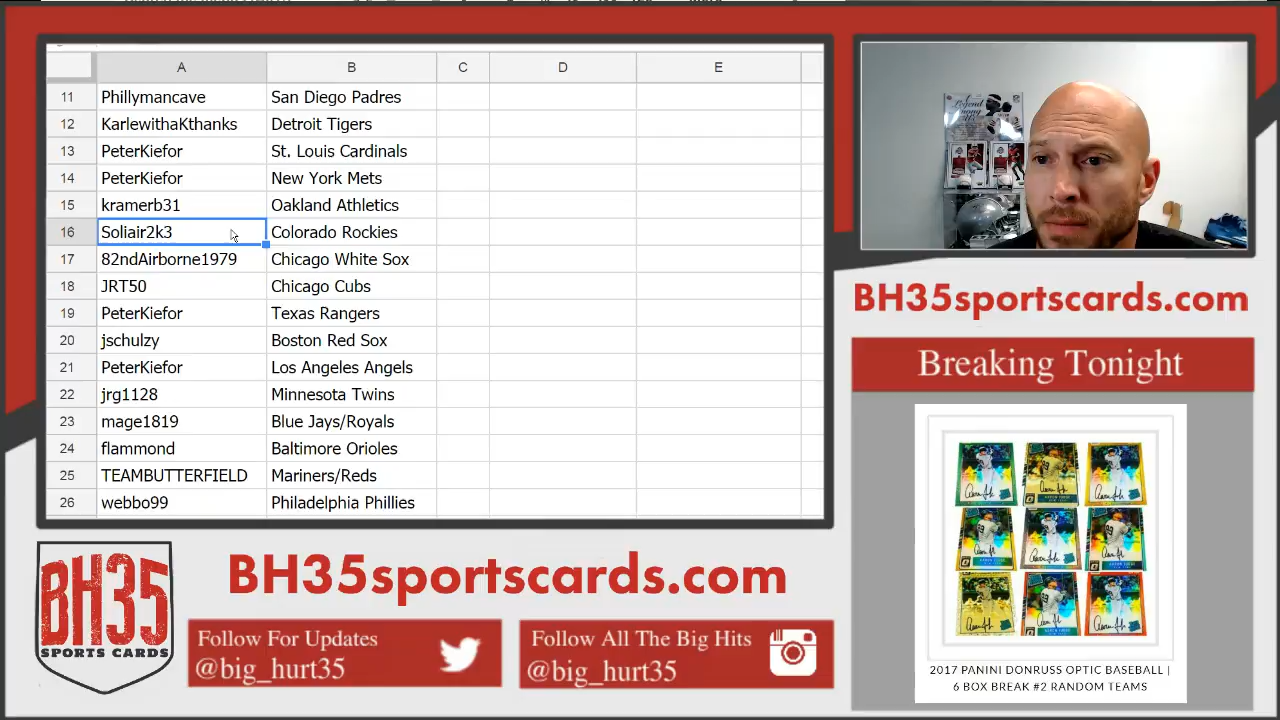 A B C D E
11 Phillymancave San Diego Padres
12 KarlewithaKthanks Detroit Tigers
13 PeterKiefor St. Louis Cardinals
14 PeterKiefor New York Mets
15 kramerb31 Oakland Athletics
16 Soliair2k3 Colorado Rockies
17 82ndAirborne1979 Chicago White Sox
18 JRT50 Chicago Cubs
19 PeterKiefor Texas Rangers
20 jschulzy Boston Red Sox
21 PeterKiefor Los Angeles Angels
22 jrg1128 Minnesota Twins
23 mage1819 Blue Jays/Royals
24 flammond Baltimore Orioles
25 TEAMBUTTERFIELD Mariners/Reds
26 webbo99 Philadelphia Phillies
Legend
BH35sportscards.com
Breaking Tonight
2017 PANINI DONRUSS OPTIC BASEBALL |
6 BOX BREAK #2 RANDOM TEAMS
BH35
SPORTS CARDS
BH35sportscards.com
Follow For Updates
@big_hurt35
Follow All The Big Hits
@big_hurt35